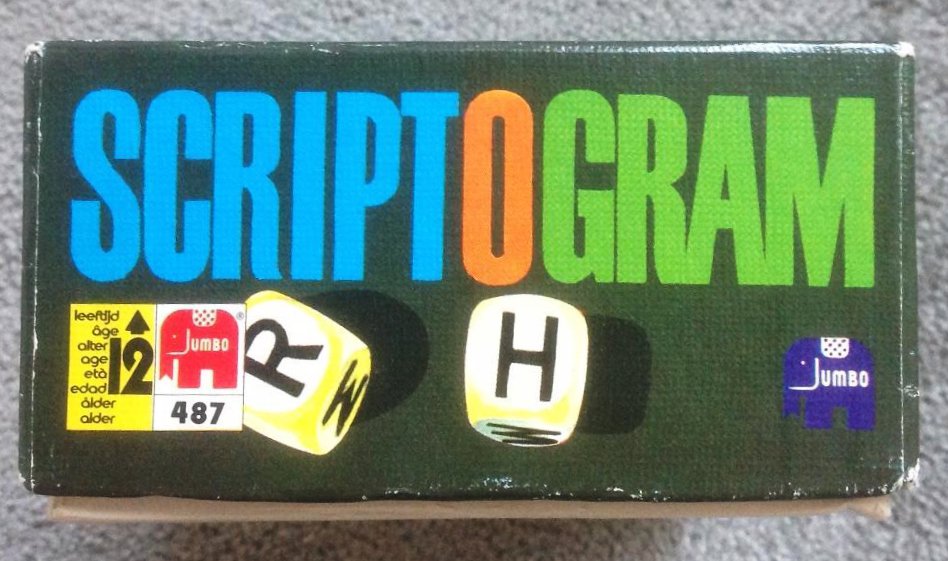 SCRIPTOGRAM
leeftijd
âge
alter
age
età
edad
ålder
alder
12
JUMBO
®
487
R
W
H
M
JUMBO